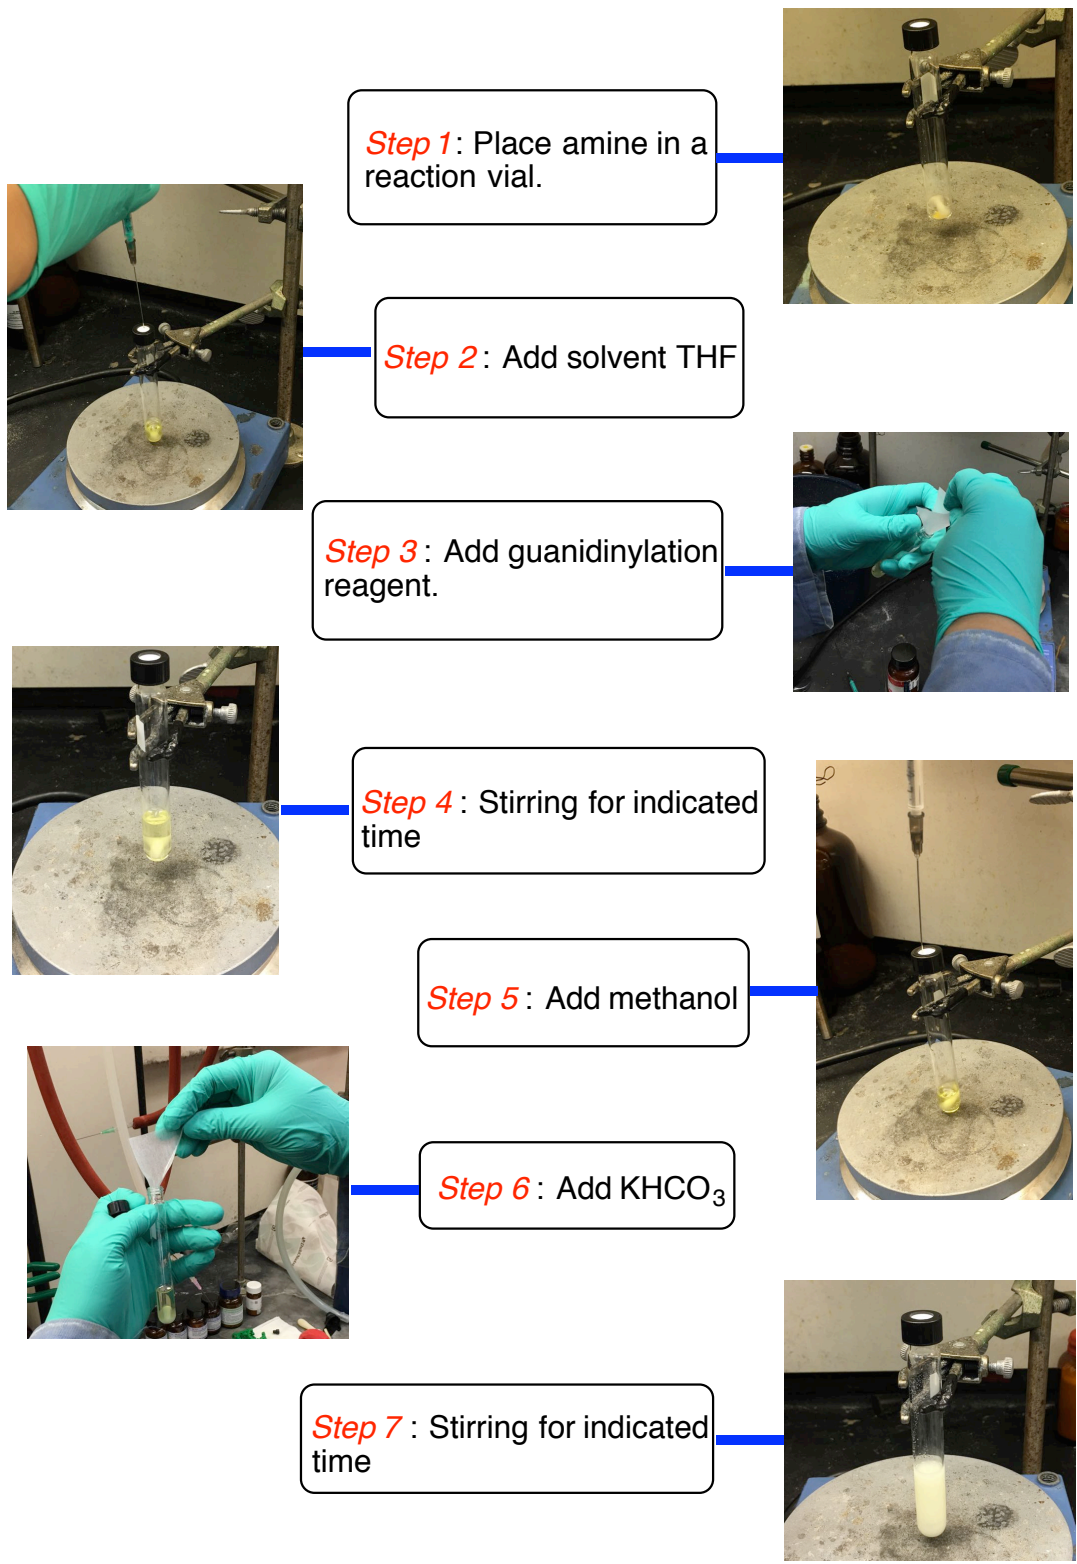 Step 1: Place amine in a
reaction vial.
Step 2: Add solvent THF
Step 3: Add guanidinylation
reagent.
Step 4: Stirring for indicated
time
Step 5: Add methanol
Step 6: Add KHCO₃
Step 7: Stirring for indicated
time